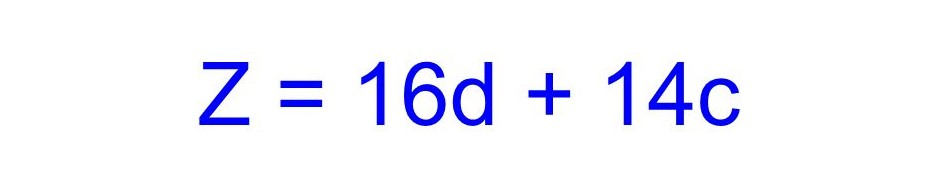 Z = 16d + 14c